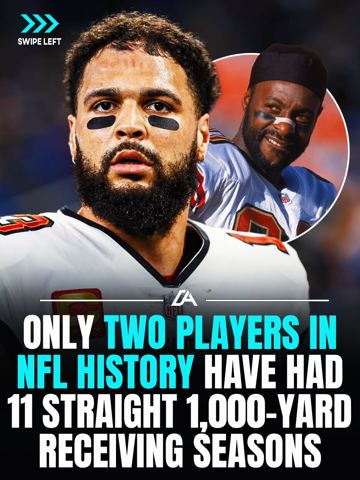 SWIPE LEFT
ONLY TWO PLAYERS IN
NFL HISTORY HAVE HAD
11 STRAIGHT 1,000-YARD
RECEIVING SEASONS